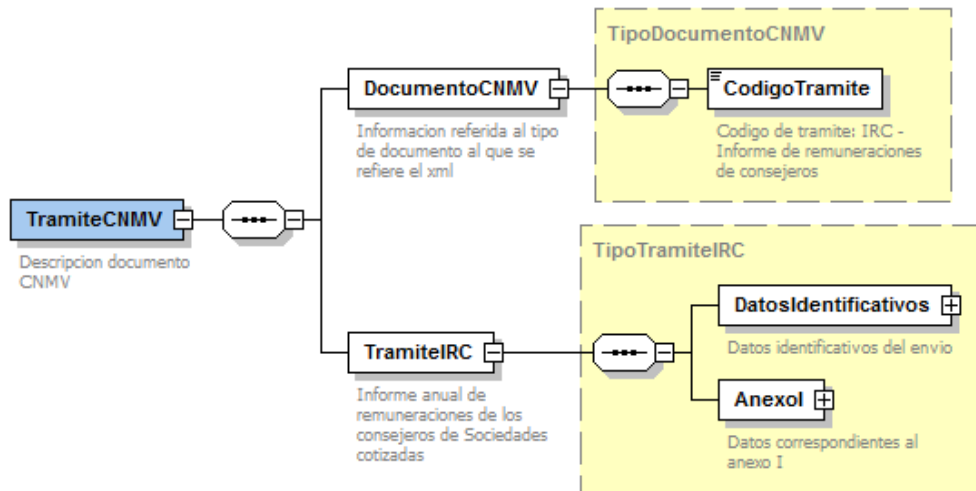 TipoDocumentoCNMV
DocumentoCNMV
CodigoTramite
Informacion referida al tipo
de documento al que se
refiere el xml
Codigo de tramite: IRC -
Informe de remuneraciones
de consejeros
TramiteCNMV
Descripcion documento
CNMV
TipoTramiteIRC
DatosIdentificativos
Datos identificativos del envio
TramiteIRC
Informe anual de
remuneraciones de los
consejeros de Sociedades
cotizadas
AnexoI
Datos correspondientes al
anexo I